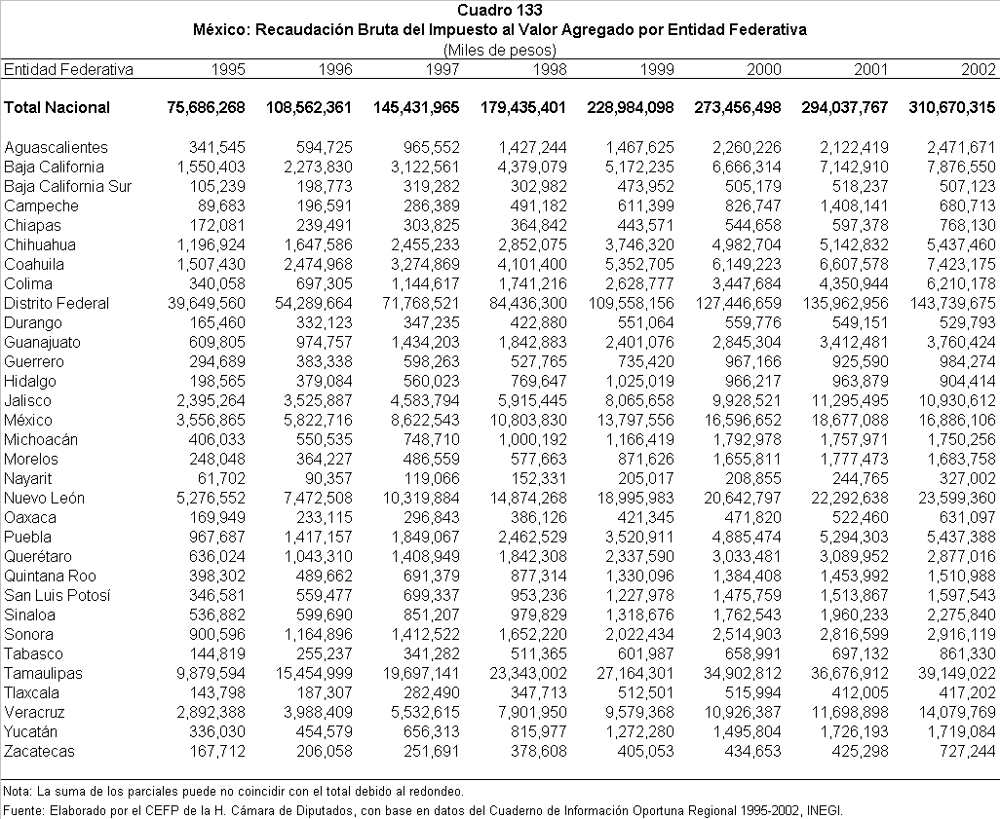 Cuadro 133
México: Recaudación Bruta del Impuesto al Valor Agregado por Entidad Federativa
(Miles de pesos)
Entidad Federativa 1995 1996 1997 1998 1999 2000 2001 2002
Total Nacional 75,686,268 108,562,361 145,431,965 179,435,401 228,984,098 273,456,498 294,037,767 310,670,315
Aguascalientes 341,545 594,725 965,552 1,427,244 1,467,625 2,260,226 2,122,419 2,471,671
Baja California 1,550,403 2,273,830 3,122,561 4,379,079 5,172,235 6,666,314 7,142,910 7,876,550
Baja California Sur 105,239 198,773 319,282 302,982 473,952 505,179 518,237 507,123
Campeche 89,683 196,591 286,389 491,182 611,399 826,747 1,408,141 680,713
Chiapas 172,081 239,491 303,825 364,842 443,571 544,658 597,378 768,130
Chihuahua 1,196,924 1,647,586 2,455,233 2,852,075 3,746,320 4,982,704 5,142,832 5,437,460
Coahuila 1,507,430 2,474,968 3,274,869 4,101,400 5,352,705 6,149,223 6,607,578 7,423,175
Colima 340,058 697,305 1,144,617 1,741,216 2,628,777 3,447,684 4,350,944 6,210,178
Distrito Federal 39,649,560 54,289,664 71,768,521 84,436,300 109,558,156 127,446,659 135,962,956 143,739,675
Durango 165,460 332,123 347,235 422,880 551,064 559,776 549,151 529,793
Guanajuato 609,805 974,757 1,434,203 1,842,883 2,401,076 2,845,304 3,412,481 3,760,424
Guerrero 294,689 383,338 598,263 527,765 735,420 967,166 925,590 984,274
Hidalgo 198,565 379,084 560,023 769,647 1,025,019 966,217 963,879 904,414
Jalisco 2,395,264 3,525,887 4,583,794 5,915,445 8,065,658 9,928,521 11,295,495 10,930,612
México 3,556,865 5,822,716 8,622,543 10,803,830 13,797,556 16,596,652 18,677,088 16,886,106
Michoacán 406,033 550,535 748,710 1,000,192 1,166,419 1,792,978 1,757,971 1,750,256
Morelos 248,048 364,227 486,559 577,663 871,626 1,655,811 1,777,473 1,683,758
Nayarit 61,702 90,357 119,066 152,331 205,017 208,855 244,765 327,002
Nuevo León 5,276,552 7,472,508 10,319,884 14,874,268 18,995,983 20,642,797 22,292,638 23,599,360
Oaxaca 169,949 233,115 296,843 386,126 421,345 471,820 522,460 631,097
Puebla 967,687 1,417,157 1,849,067 2,462,529 3,520,911 4,885,474 5,294,303 5,437,388
Querétaro 636,024 1,043,310 1,408,949 1,842,308 2,337,590 3,033,481 3,089,952 2,877,016
Quintana Roo 398,302 489,662 691,379 877,314 1,330,096 1,384,408 1,453,992 1,510,988
San Luis Potosí 346,581 559,477 699,337 953,236 1,227,978 1,475,759 1,513,867 1,597,543
Sinaloa 536,882 599,690 851,207 979,829 1,318,676 1,762,543 1,960,233 2,275,840
Sonora 900,596 1,164,896 1,412,522 1,652,220 2,022,434 2,514,903 2,816,599 2,916,119
Tabasco 144,819 255,237 341,282 511,365 601,987 658,991 697,132 861,330
Tamaulipas 9,879,594 15,454,999 19,697,141 23,343,002 27,164,301 34,902,812 36,676,912 39,149,022
Tlaxcala 143,798 187,307 282,490 347,713 512,501 515,994 412,005 417,202
Veracruz 2,892,388 3,988,409 5,532,615 7,901,950 9,579,368 10,926,387 11,698,898 14,079,769
Yucatán 336,030 454,579 656,313 815,977 1,272,280 1,495,804 1,726,193 1,719,084
Zacatecas 167,712 206,058 251,691 378,608 405,053 434,653 425,298 727,244
Nota: La suma de los parciales puede no coincidir con el total debido al redondeo.
Fuente: Elaborado por el CEFP de la H. Cámara de Diputados, con base en datos del Cuaderno de Información Oportuna Regional 1995-2002, INEGI.